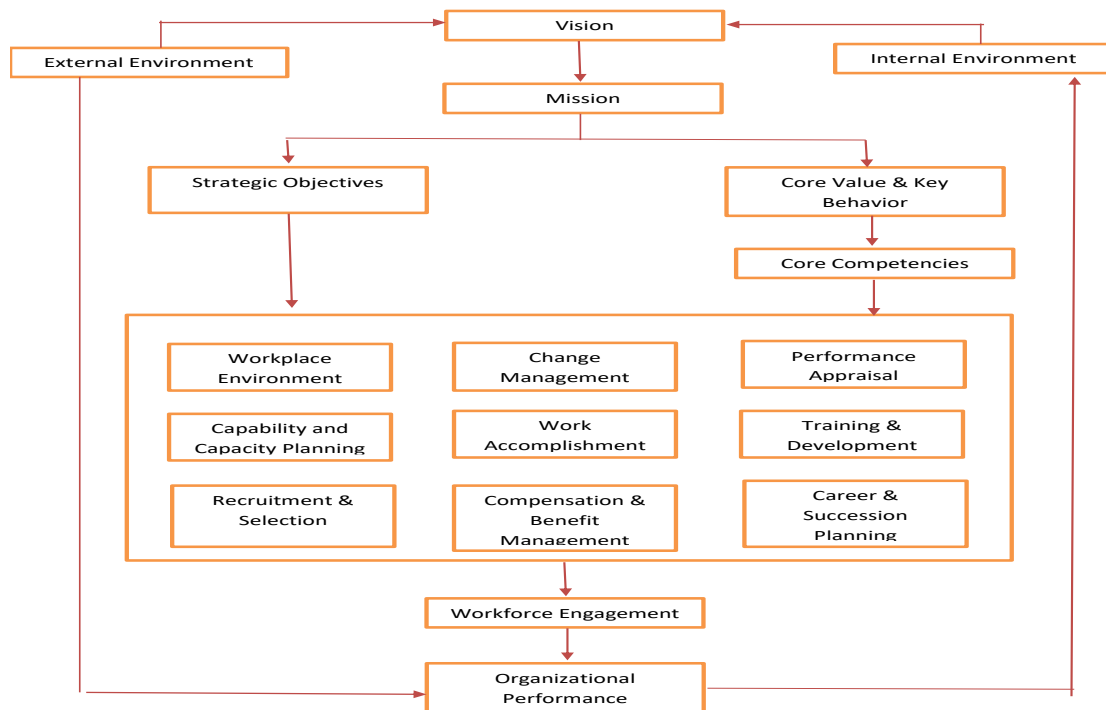 Vision
External Environment
Internal Environment
Mission
Strategic Objectives
Core Value & Key
Behavior
Core Competencies
Workplace
Environment
Change
Management
Performance
Appraisal
Capability and
Capacity Planning
Work
Accomplishment
Training &
Development
Recruitment &
Selection
Compensation &
Benefit
Management
Career &
Succession
Planning
Workforce Engagement
Organizational
Performance